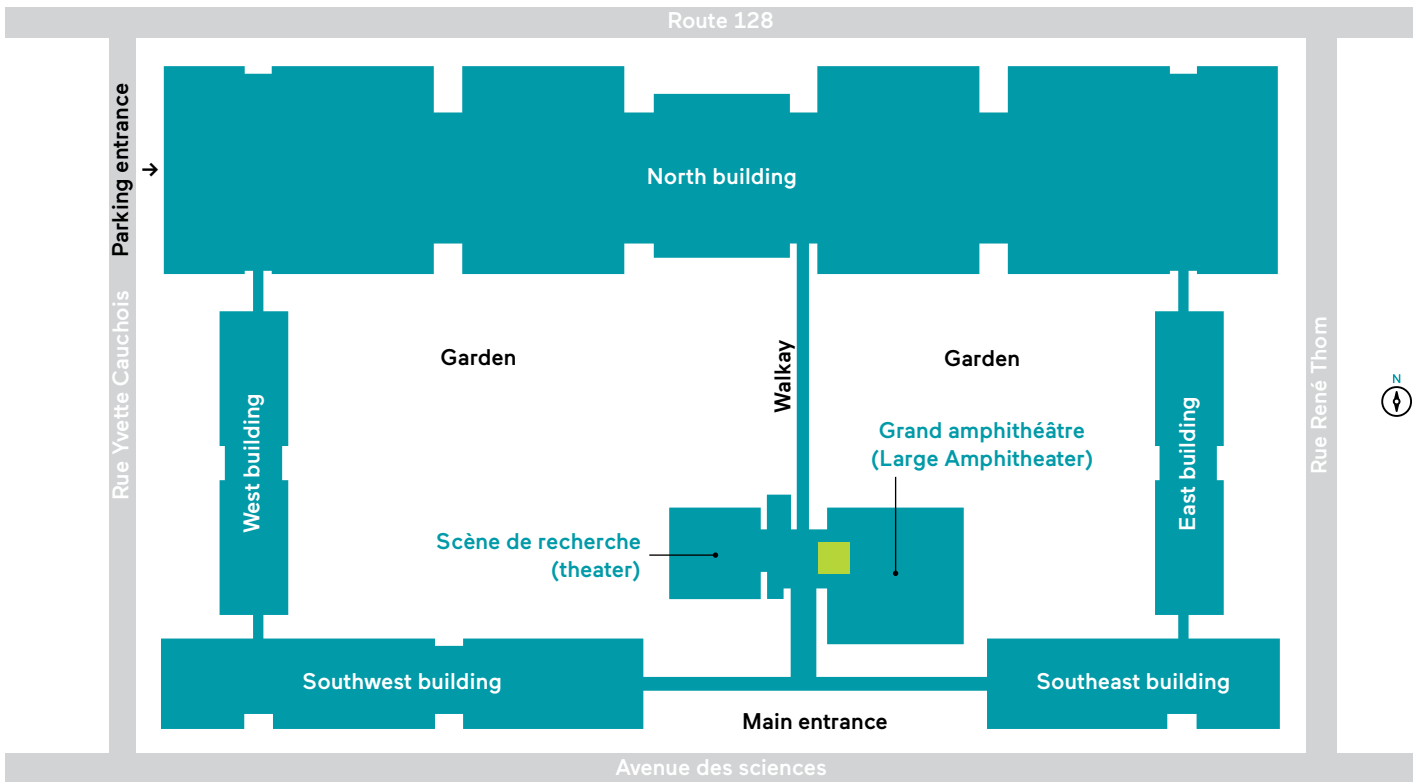 Route 128
Parking entrance
→
North building
Rue Yvette Cauchois
Garden
Walkay
Garden
Rue René Thom
N
West building
East building
Grand amphithéâtre
(Large Amphitheater)
Scène de recherche
(theater)
Southwest building
Southeast building
Main entrance
Avenue des sciences